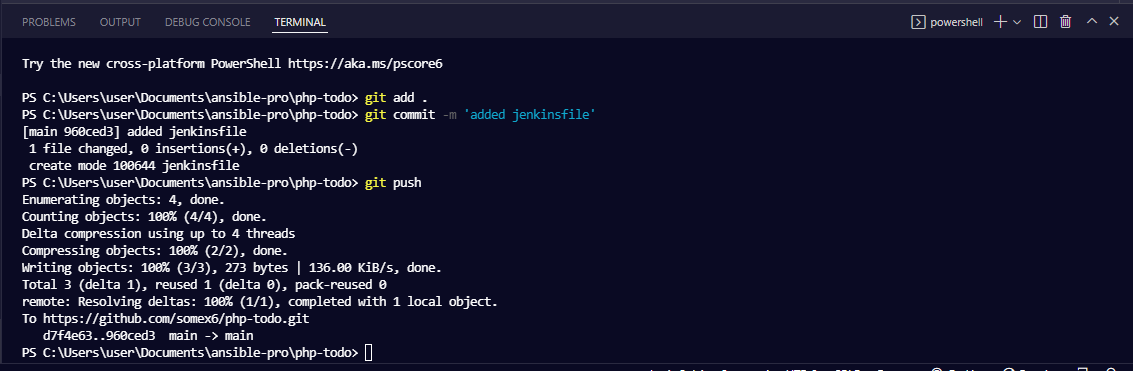 PROBLEMS OUTPUT DEBUG CONSOLE TERMINAL powershell
Try the new cross-platform PowerShell https://aka.ms/pscore6
PS C:\Users\user\Documents\ansible-pro\php-todo> git add .
PS C:\Users\user\Documents\ansible-pro\php-todo> git commit -m 'added jenkinsfile'
[main 960ced3] added jenkinsfile
1 file changed, 0 insertions(+), 0 deletions(-)
create mode 100644 jenkinsfile
PS C:\Users\user\Documents\ansible-pro\php-todo> git push
Enumerating objects: 4, done.
Counting objects: 100% (4/4), done.
Delta compression using up to 4 threads
Compressing objects: 100% (2/2), done.
Writing objects: 100% (3/3), 273 bytes | 136.00 KiB/s, done.
Total 3 (delta 1), reused 1 (delta 0), pack-reused 0
remote: Resolving deltas: 100% (1/1), completed with 1 local object.
To https://github.com/somex6/php-todo.git
d7f4e63..960ced3 main -> main
PS C:\Users\user\Documents\ansible-pro\php-todo>